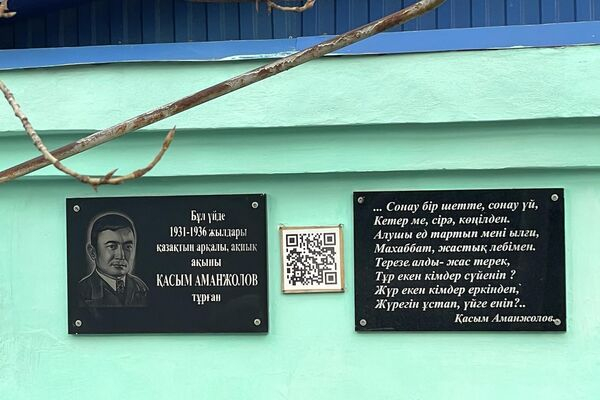 Бұл үйде
1931-1936 жылдары
қазақтын арқалы, ақиық
ақыны
ҚАСЫМ АМАНЖОЛОВ
тұрған
... Сонау бір шетте, сонау үй,
Кетер ме, сірә, көңілден.
Алушы ед тартып мені ылғи,
Махаббат, жастық лебімен.
Терезе алды- жас терек,
Тұр екен кімдер сүйеніп ?
Жүр екен кімдер еркіндеп,
Жүрегін ұстап, үйге еніп?..
Қасым Аманжолов.